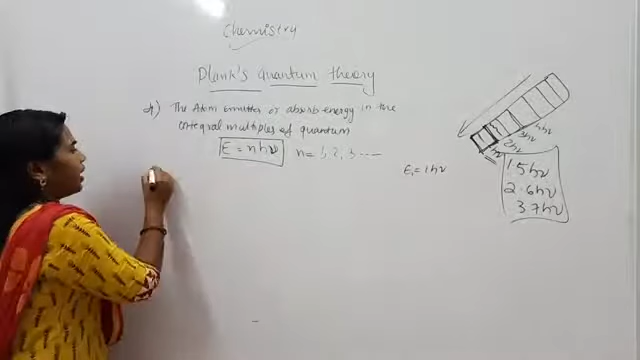 Chemistry
Plank's Quantum theory
4) The Atom emitter or absorb energy in the
integral multiples of quantum
E = nhν n= 1, 2, 3 ----
E₁ = 1hν
1.5hν
2.6hν
3.7hν